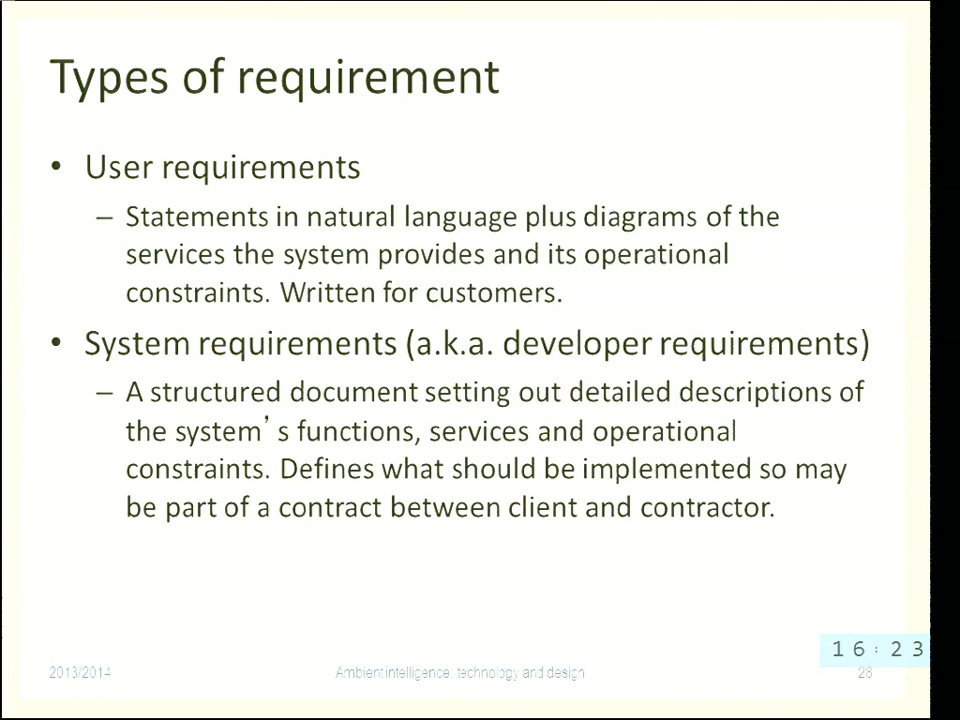 Types of requirement
• User requirements
– Statements in natural language plus diagrams of the
services the system provides and its operational
constraints. Written for customers.
• System requirements (a.k.a. developer requirements)
– A structured document setting out detailed descriptions of
the system's functions, services and operational
constraints. Defines what should be implemented so may
be part of a contract between client and contractor.
16:23
2013/2014 Ambient intelligence: technology and design 28